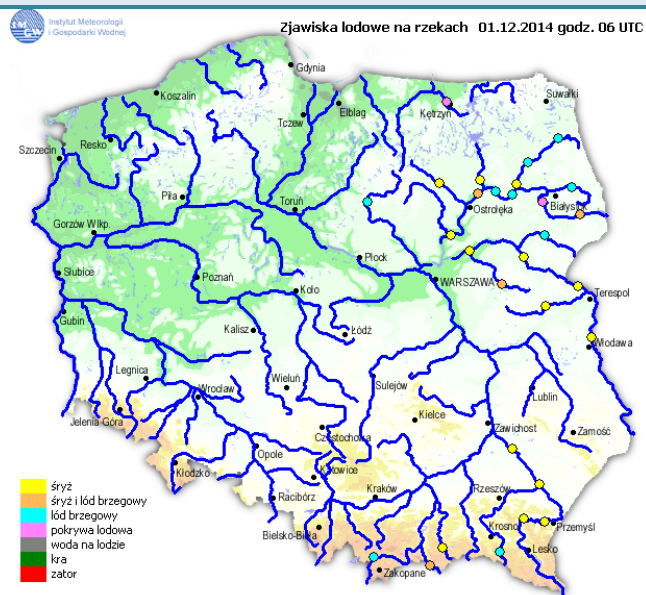 Instytut Meteorologii
i Gospodarki Wodnej
Zjawiska lodowe na rzekach 01.12.2014 godz. 06 UTC
Gdynia
Koszalin
Suwałki
Tczew
Elbląg
Kętrzyn
Resko
Szczecin
Piła
Toruń
Ostrołęka
Białystok
Gorzów Wlkp.
Płock
Słubice
Poznań
Koło
WARSZAWA
Terespol
Gubin
Kalisz
Łódź
Włodawa
Legnica
Wrocław
Wieluń
Sulejów
Lublin
Jelenia Góra
Kielce
Zawichost
Zamość
Częstochowa
Opole
Kłodzko
Katowice
Racibórz
Kraków
Rzeszów
Bielsko-Biała
Krosno
Przemyśl
Lesko
Zakopane
śryż
śryż i lód brzegowy
lód brzegowy
pokrywa lodowa
woda na lodzie
kra
zator